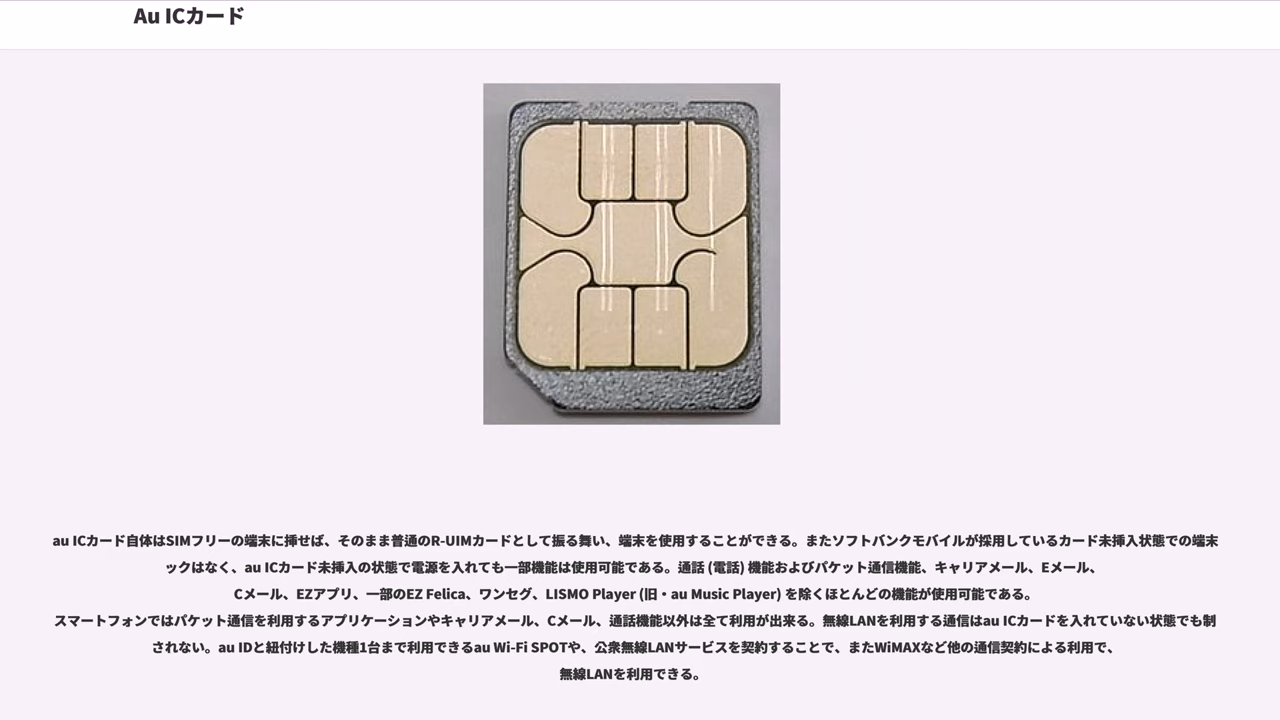 Au ICカード
au ICカード自体はSIMフリーの端末に挿せば、そのまま普通のR-UIMカードとして振る舞い、端末を使用することができる。またソフトバンクモバイルが採用しているカード未挿入状態での端末
ックはなく、au ICカード未挿入の状態で電源を入れても一部機能は使用可能である。通話 (電話) 機能およびパケット通信機能、キャリアメール、Eメール、
Cメール、EZアプリ、一部のEZ Felica、ワンセグ、LISMO Player (旧・au Music Player) を除くほとんどの機能が使用可能である。
スマートフォンではパケット通信を利用するアプリケーションやキャリアメール、Cメール、通話機能以外は全て利用が出来る。無線LANを利用する通信はau ICカードを入れていない状態でも制
されない。au IDと紐付けした機種1台まで利用できるau Wi-Fi SPOTや、公衆無線LANサービスを契約することで、またWiMAXなど他の通信契約による利用で、
無線LANを利用できる。